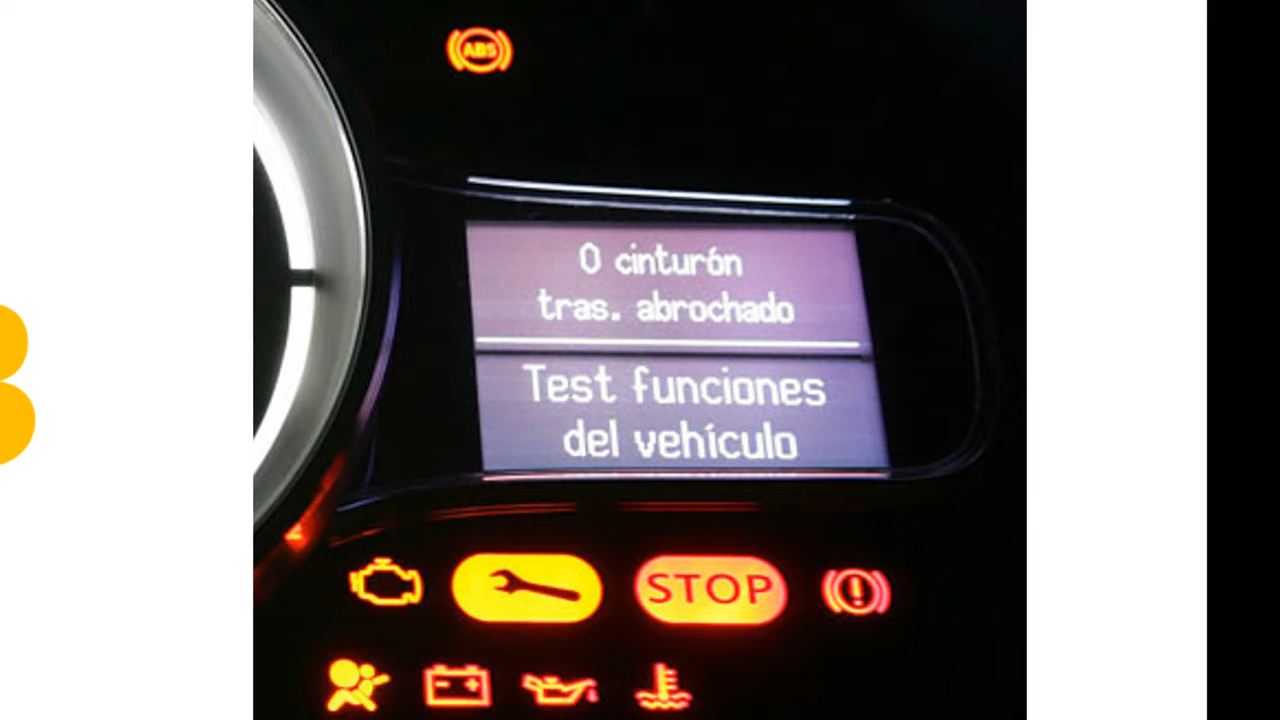 ABS
0 cinturón
tras. abrochado
Test funciones
del vehículo
STOP